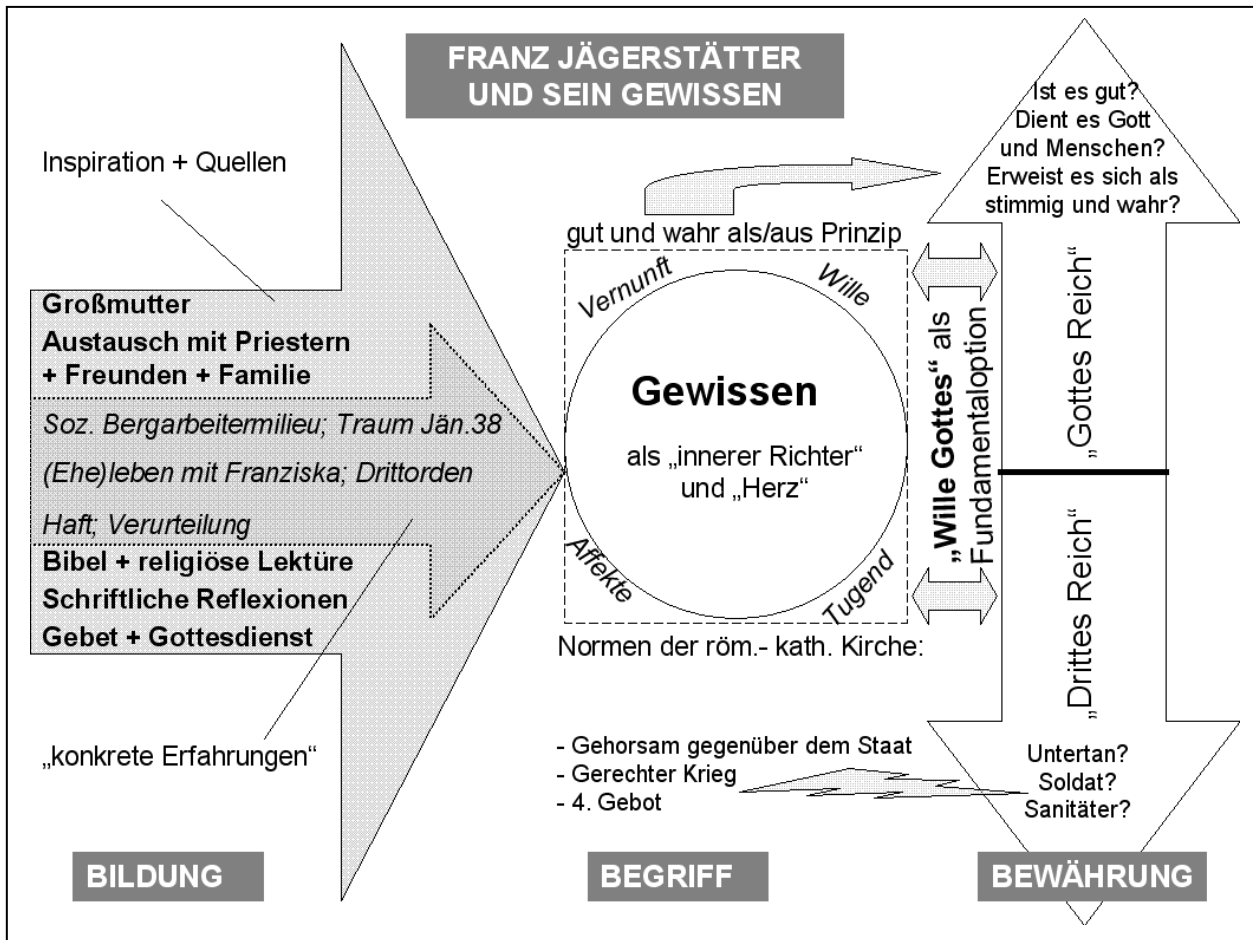 FRANZ JÄGERSTÄTTER
UND SEIN GEWISSEN
Inspiration + Quellen
Großmutter
Austausch mit Priestern
+ Freunden + Familie
Soz. Bergarbeitermilieu; Traum Jän.38
(Ehe)leben mit Franziska; Drittorden
Haft; Verurteilung
Bibel + religiöse Lektüre
Schriftliche Reflexionen
Gebet + Gottesdienst
„konkrete Erfahrungen“
BILDUNG
gut und wahr als/aus Prinzip
Vernunft
Wille
Gewissen
als „innerer Richter“
und „Herz“
Affekte
Tugend
Normen der röm.- kath. Kirche:
- Gehorsam gegenüber dem Staat
- Gerechter Krieg
- 4. Gebot
BEGRIFF
„Wille Gottes“ als
Fundamentaloption
Ist es gut?
Dient es Gott
und Menschen?
Erweist es sich als
stimmig und wahr?
„Gottes Reich“
„Drittes Reich“
Untertan?
Soldat?
Sanitäter?
BEWÄHRUNG